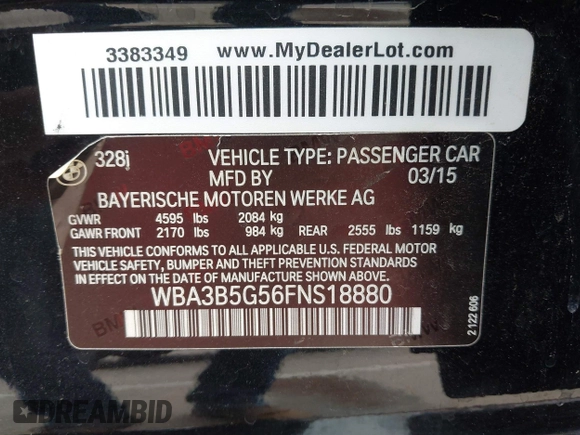 3383349 www.MyDealerLot.com
328i VEHICLE TYPE: PASSENGER CAR
MFD BY 03/15
BAYERISCHE MOTOREN WERKE AG
GVWR 4595 lbs 2084 kg
GAWR FRONT 2170 lbs 984 kg REAR 2555 lbs 1159 kg
THIS VEHICLE CONFORMS TO ALL APPLICABLE U.S. FEDERAL MOTOR
VEHICLE SAFETY, BUMPER AND THEFT PREVENTION STANDARDS
IN EFFECT ON THE DATE OF MANUFACTURE SHOWN ABOVE.
WBA3B5G56FNS18880
2 122 606
DREAMBID